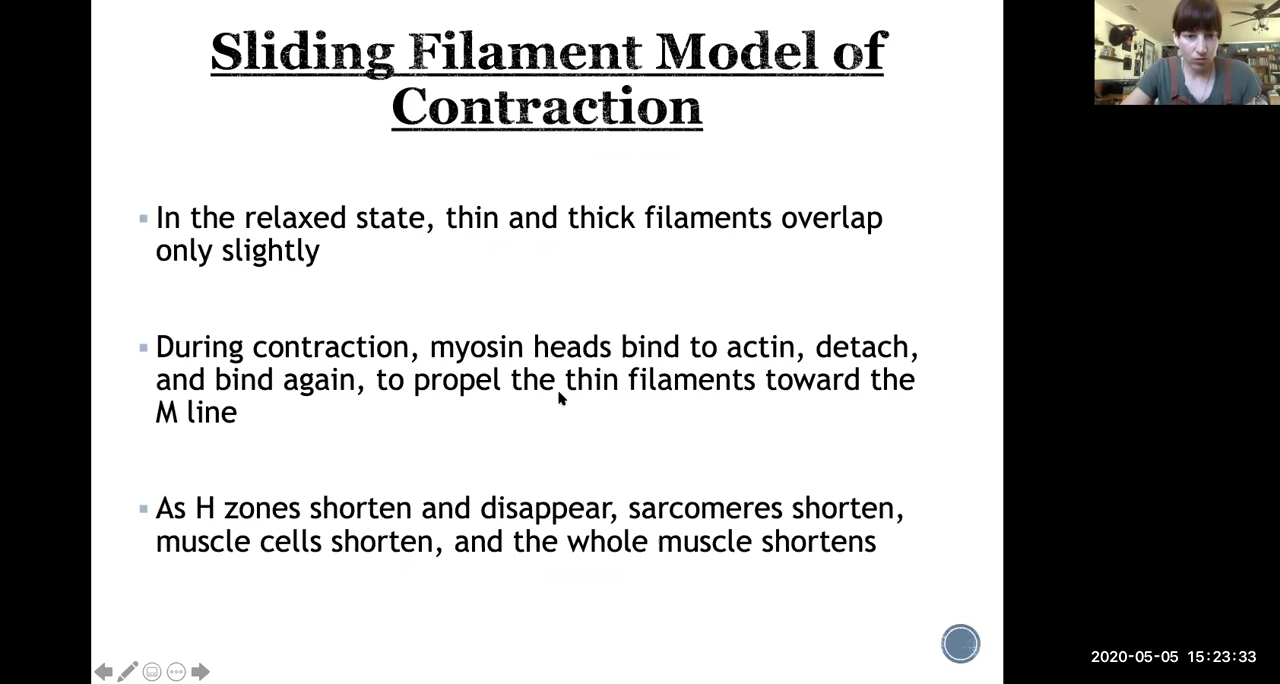 Sliding Filament Model of
Contraction
In the relaxed state, thin and thick filaments overlap
only slightly
During contraction, myosin heads bind to actin, detach,
and bind again, to propel the thin filaments toward the
M line
As H zones shorten and disappear, sarcomeres shorten,
muscle cells shorten, and the whole muscle shortens
2020-05-05 15:23:33